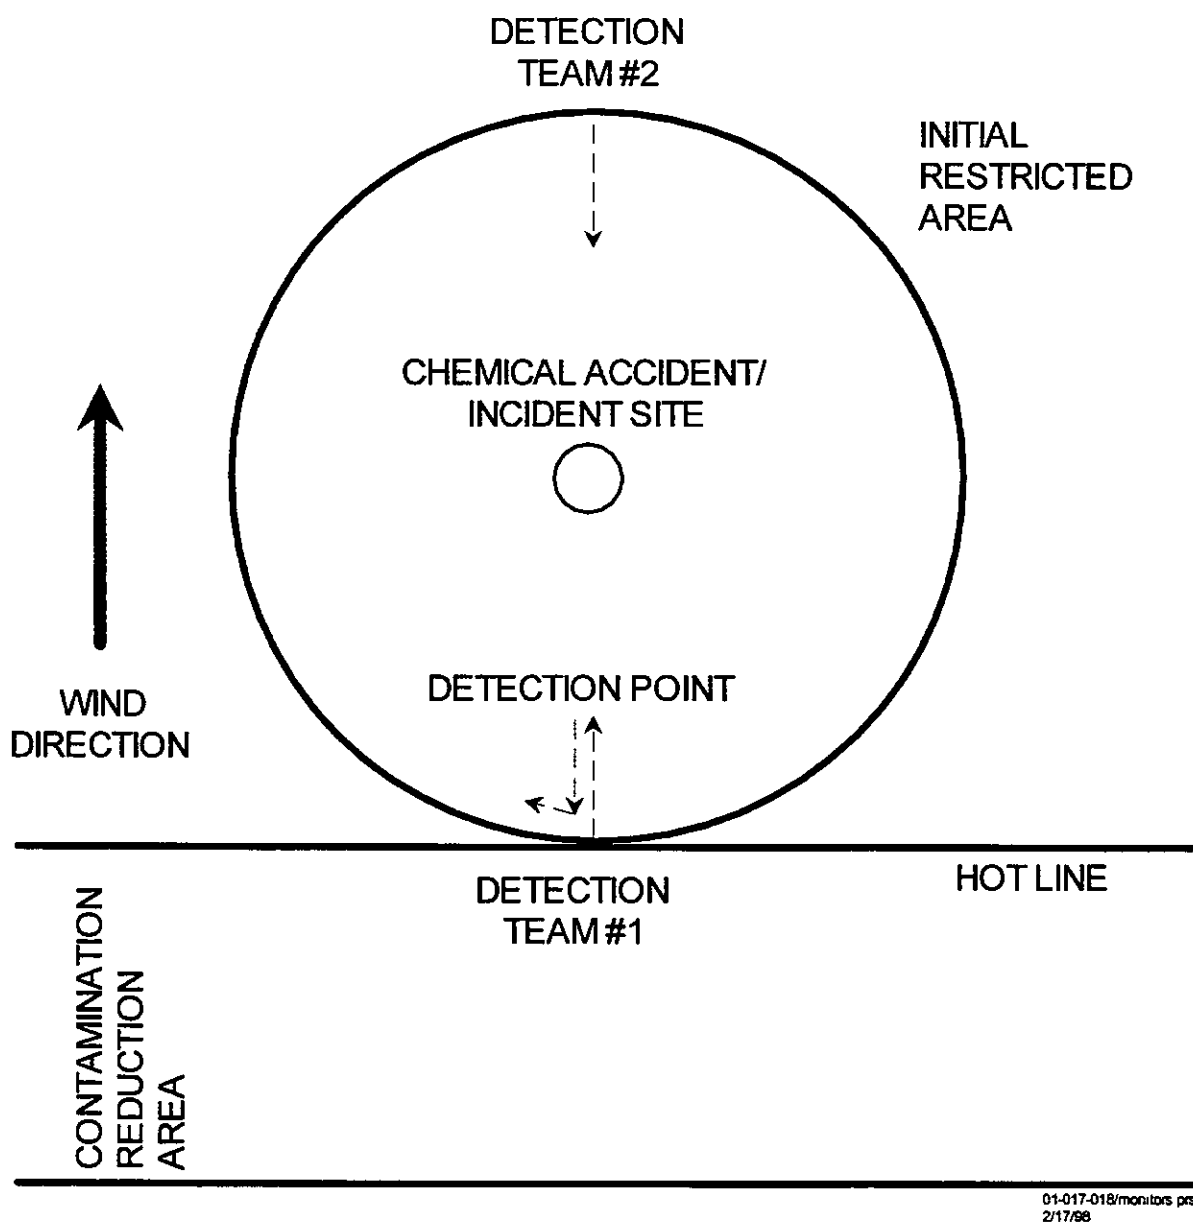 DETECTION
TEAM #2
INITIAL
RESTRICTED
AREA
CHEMICAL ACCIDENT/
INCIDENT SITE
DETECTION POINT
WIND
DIRECTION
HOT LINE
DETECTION
TEAM #1
CONTAMINATION
REDUCTION
AREA
01-017-018/monitors prs
2/17/98